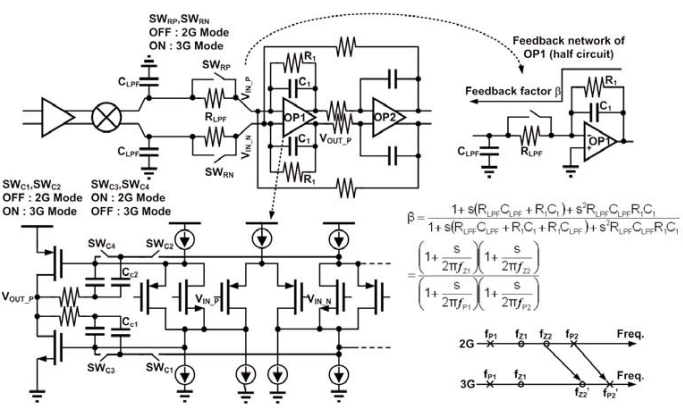 SW_RP,SW_RN
OFF : 2G Mode
ON : 3G Mode
C_LPF
SW_RP
R_LPF
V_IN_P
V_IN_N
C_LPF
SW_RN
R_1
C_1
OP1
C_1
R_1
V_OUT_P
OP2
Feedback network of
OP1 (half circuit)
Feedback factor β
R_1
C_1
OP1
C_LPF
R_LPF
SW_C1,SW_C2
OFF : 2G Mode
ON : 3G Mode
SW_C3,SW_C4
ON : 2G Mode
OFF : 3G Mode
SW_C4
SW_C2
C_c2
V_OUT_P
C_c1
V_IN_P
V_IN_N
SW_C3
SW_C1
β = 1+s(R_LPFC_LPF+R_1C_1)+s²R_LPFC_LPFR_1C_1 / 1+s(R_LPFC_LPF+R_1C_1+R_1C_LPF)+s²R_LPFC_LPFR_1C_1
= (1+s/2πf_Z1)(1+s/2πf_Z2) / (1+s/2πf_P1)(1+s/2πf_P2)
f_P1 f_Z1 f_Z2 f_P2 Freq.
2G
f_P1 f_Z1 Freq.
3G
f_Z2' f_P2'